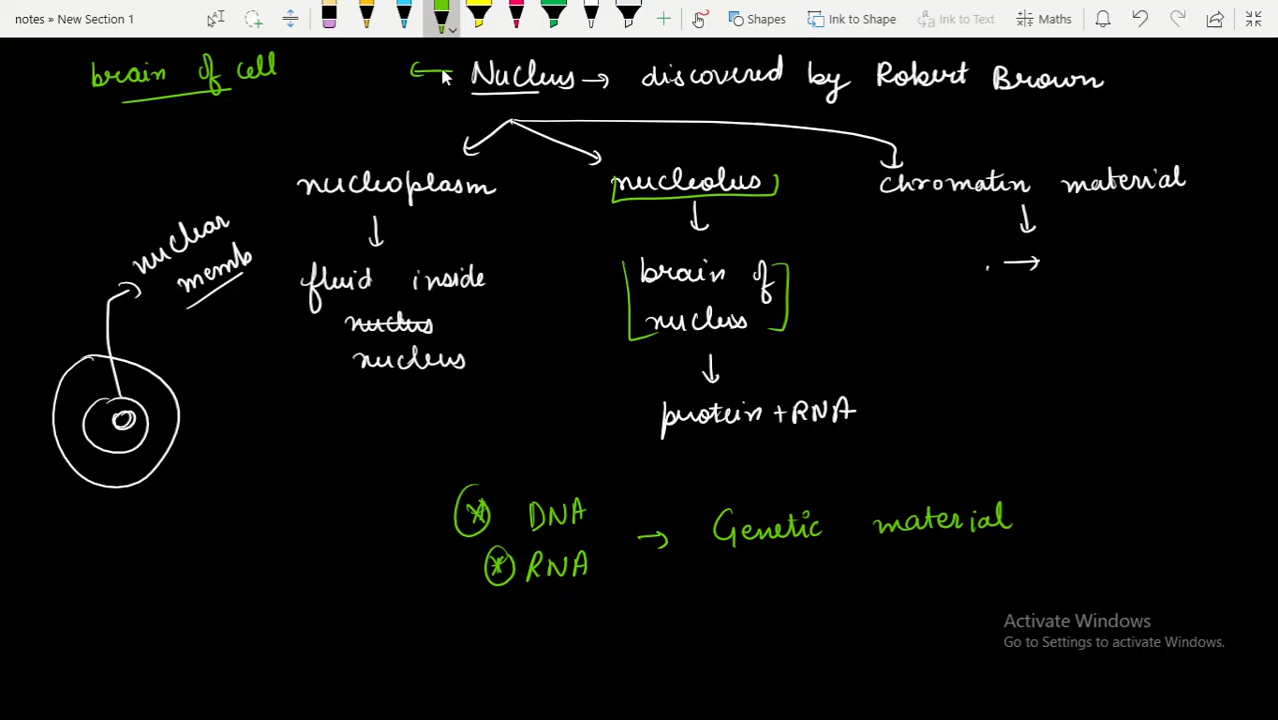 notes » New Section 1
Shapes
Ink to Shape
Ink to Text
Maths
brain of cell
← Nucleus → discovered by Robert Brown
nucleoplasm
nucleolus
chromatin material
nuclear
memb
fluid inside
nuclus
nucleus
brain of
nucluss
→
protein + RNA
* DNA
* RNA
→ Genetic material
Activate Windows
Go to Settings to activate Windows.